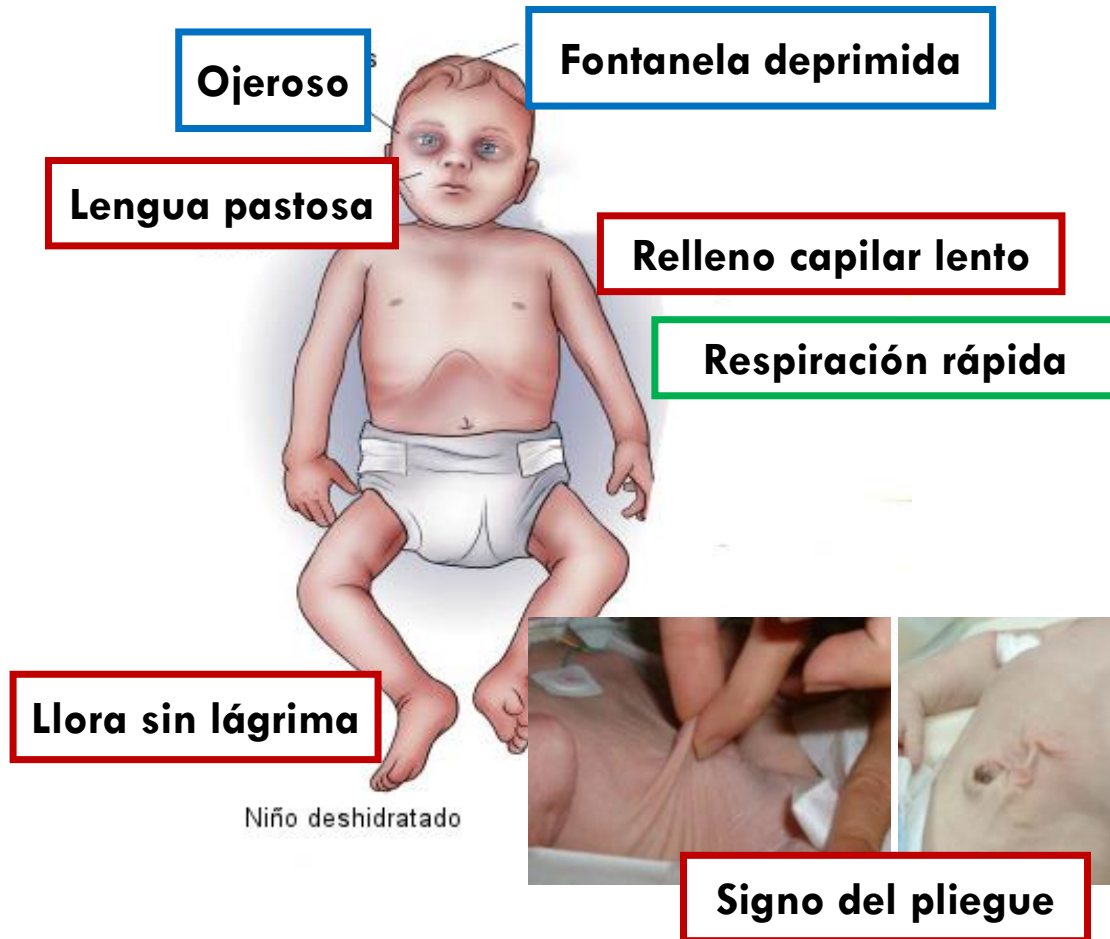 Ojeroso
s
Fontanela deprimida
Lengua pastosa
Relleno capilar lento
Respiración rápida
Llora sin lágrima
Niño deshidratado
Signo del pliegue